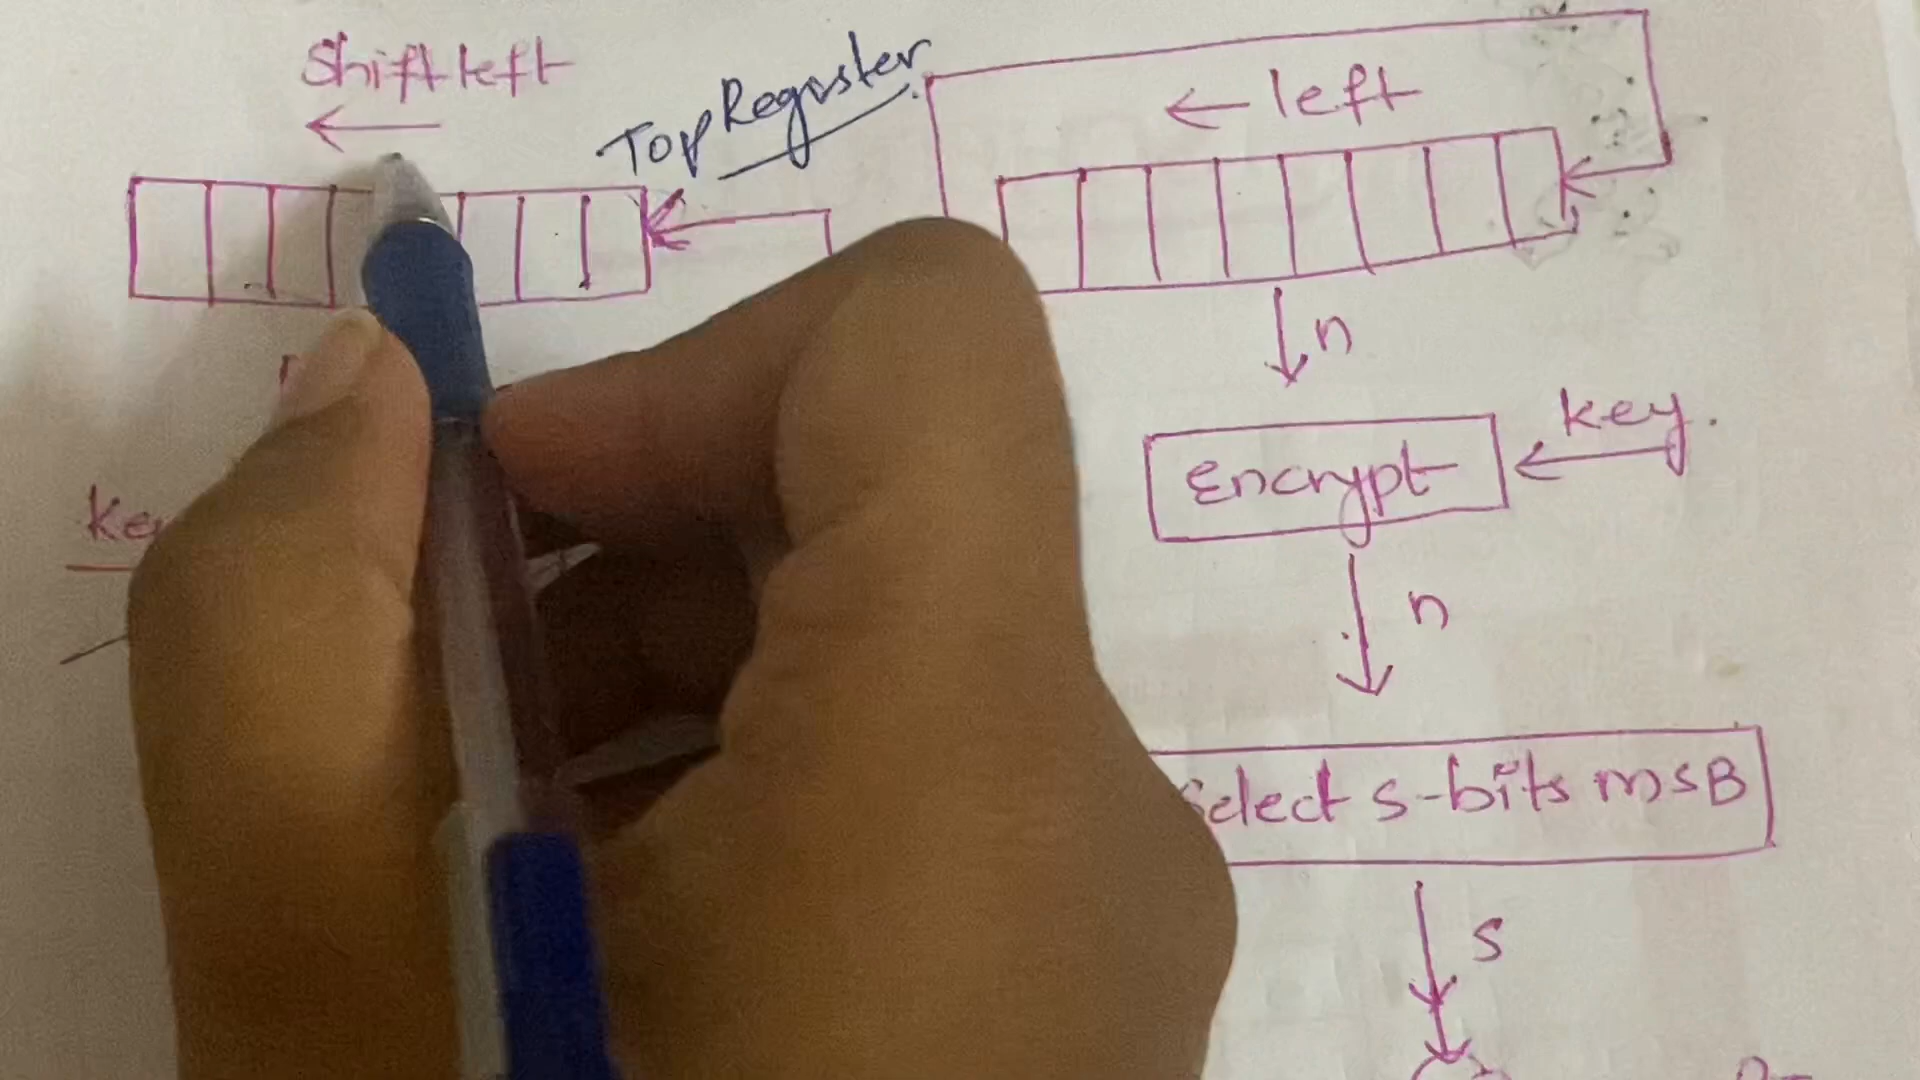 Shift left
Top Register
← left
n
key.
Encrypt
n
Select s-bits MSB
s